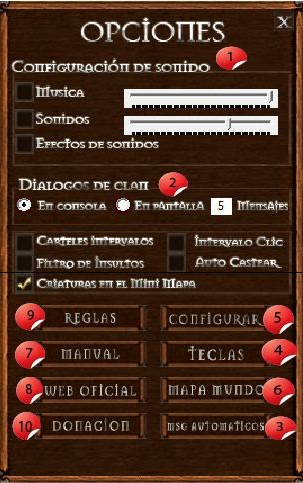 OPCIONES X
CONFIGURACIÓN DE SONIDO 1
MUSICA
SONIDOS
EFECTOS DE SONIDOS
DIALOGOS DE CLAN 2
EN CONSOLA EN PANTALLA 5 MENSAJES
CARTELES INTERVALOS INTERVALO CLIC
FILTRO DE INSULTOS AUTO CASTEAR
CRIATURAS EN EL MINI MAPA
9 REGLAS CONFIGURAR 5
7 MANUAL TECLAS 4
8 WEB OFICIAL MAPA MUNDO 6
10 DONACION MSG AUTOMATICOS 3